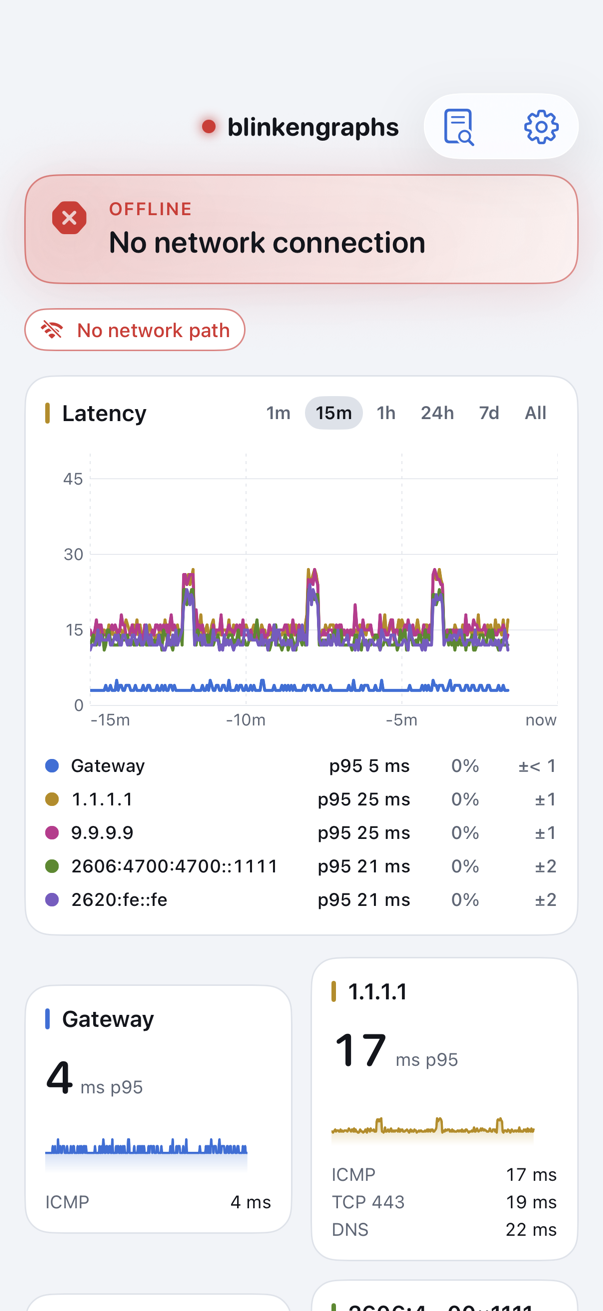 blinkengraphs
OFFLINE
No network connection
No network path
Latency 1m 15m 1h 24h 7d All
45
30
15
0
-15m -10m -5m now
Gateway p95 5 ms 0% ±< 1
1.1.1.1 p95 25 ms 0% ±1
9.9.9.9 p95 25 ms 0% ±1
2606:4700:4700::1111 p95 21 ms 0% ±2
2620:fe::fe p95 21 ms 0% ±2
Gateway
4 ms p95
ICMP 4 ms
1.1.1.1
17 ms p95
ICMP 17 ms
TCP 443 19 ms
DNS 22 ms